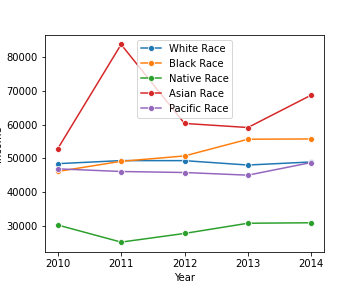 80000
70000
60000
50000
40000
30000
White Race
Black Race
Native Race
Asian Race
Pacific Race
2010 2011 2012 2013 2014
Year